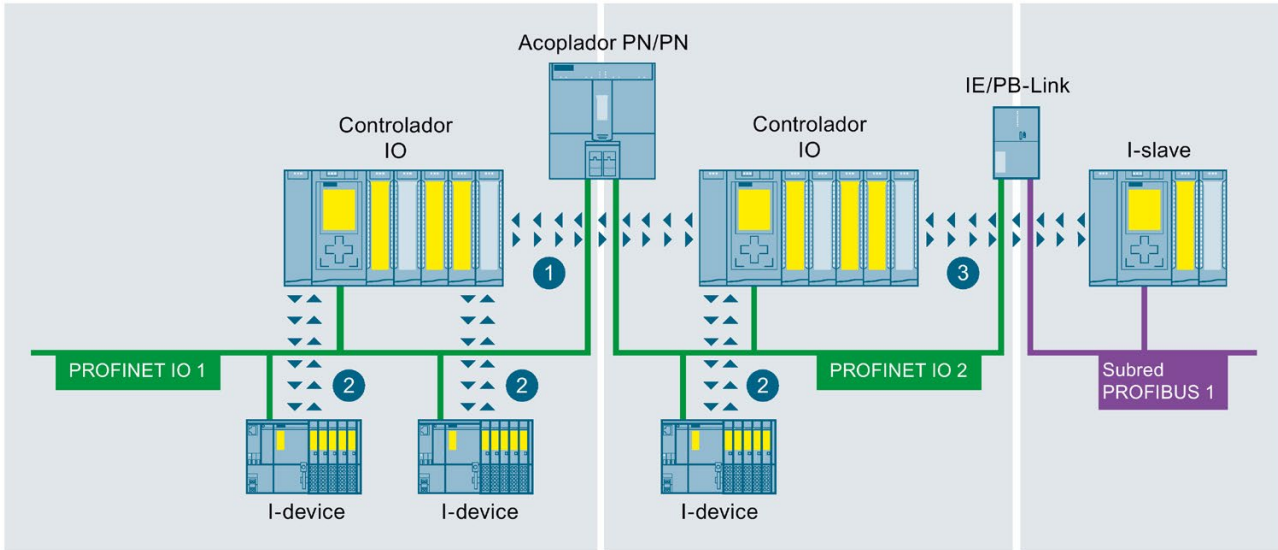 Acoplador PN/PN
IE/PB-Link
Controlador
IO
Controlador
IO
I-slave
1
3
PROFINET IO 1
2
2
2
PROFINET IO 2
Subred
PROFIBUS 1
I-device
I-device
I-device